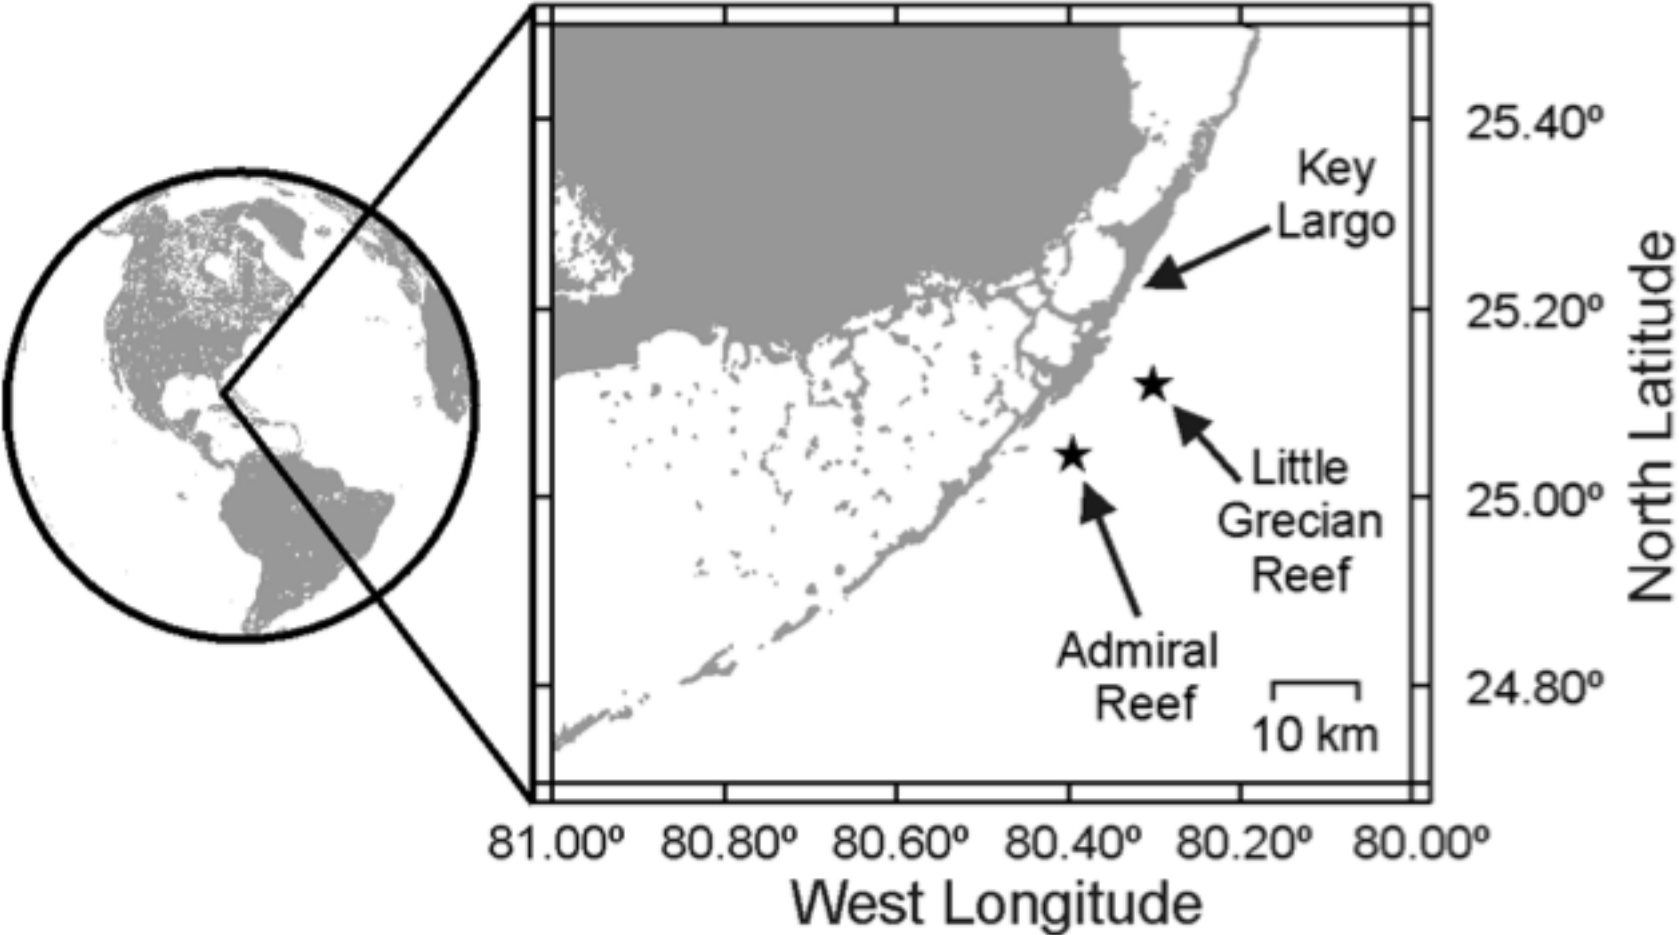 25.40º
Key
Largo
25.20º
Little
Grecian
Reef
25.00º
Admiral
Reef
24.80º
10 km
North Latitude
81.00º 80.80º 80.60º 80.40º 80.20º 80.00º
West Longitude